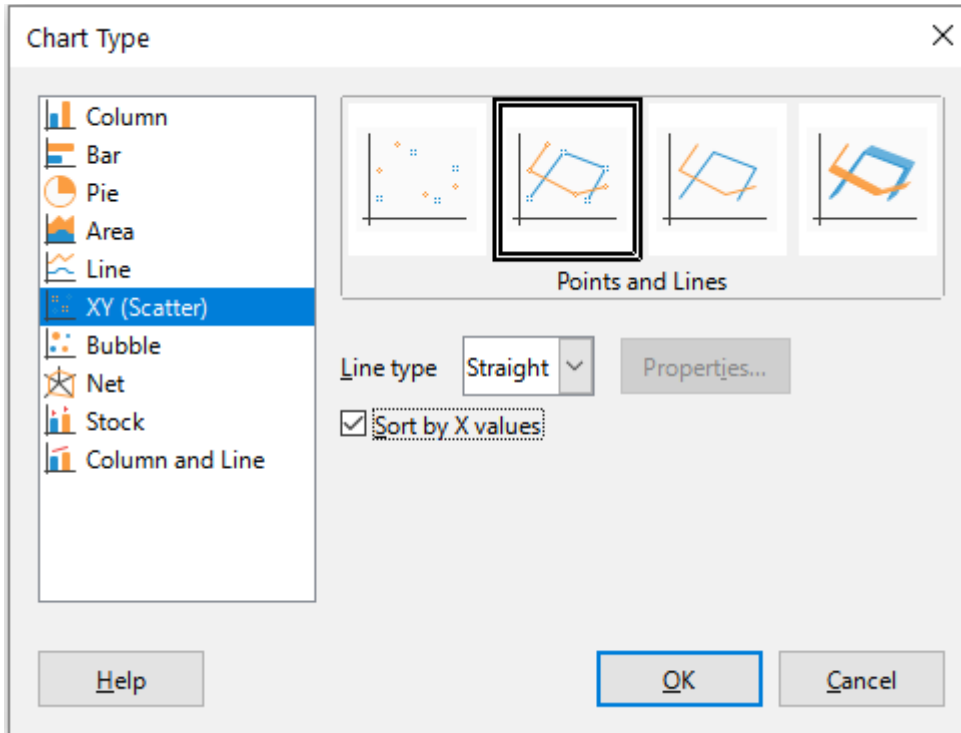 Chart Type
Column
Bar
Pie
Area
Line
XY (Scatter)
Bubble
Net
Stock
Column and Line
Points and Lines
Line type Straight Properties...
Sort by X values
Help OK Cancel